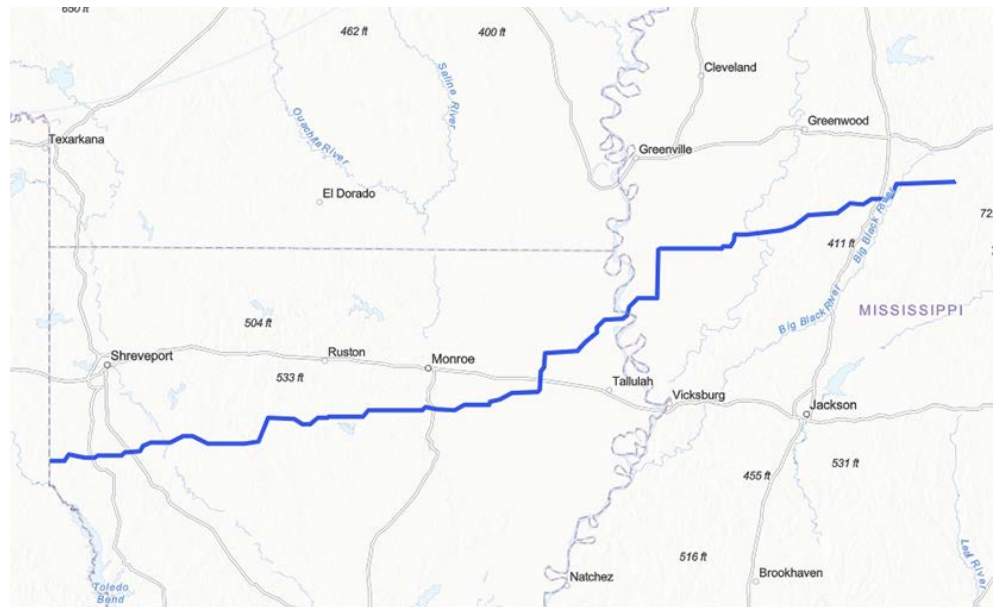 650 ft
462 ft
400 ft
Cleveland
Saline River
Ouachita River
Greenwood
Texarkana
Greenville
El Dorado
72
411 ft
Big Black River
Big Black River
MISSISSIPPI
504 ft
Shreveport
Ruston
Monroe
533 ft
Tallulah
Vicksburg
Jackson
455 ft
531 ft
516 ft
Leaf River
Natchez
Brookhaven
Toledo
Bend